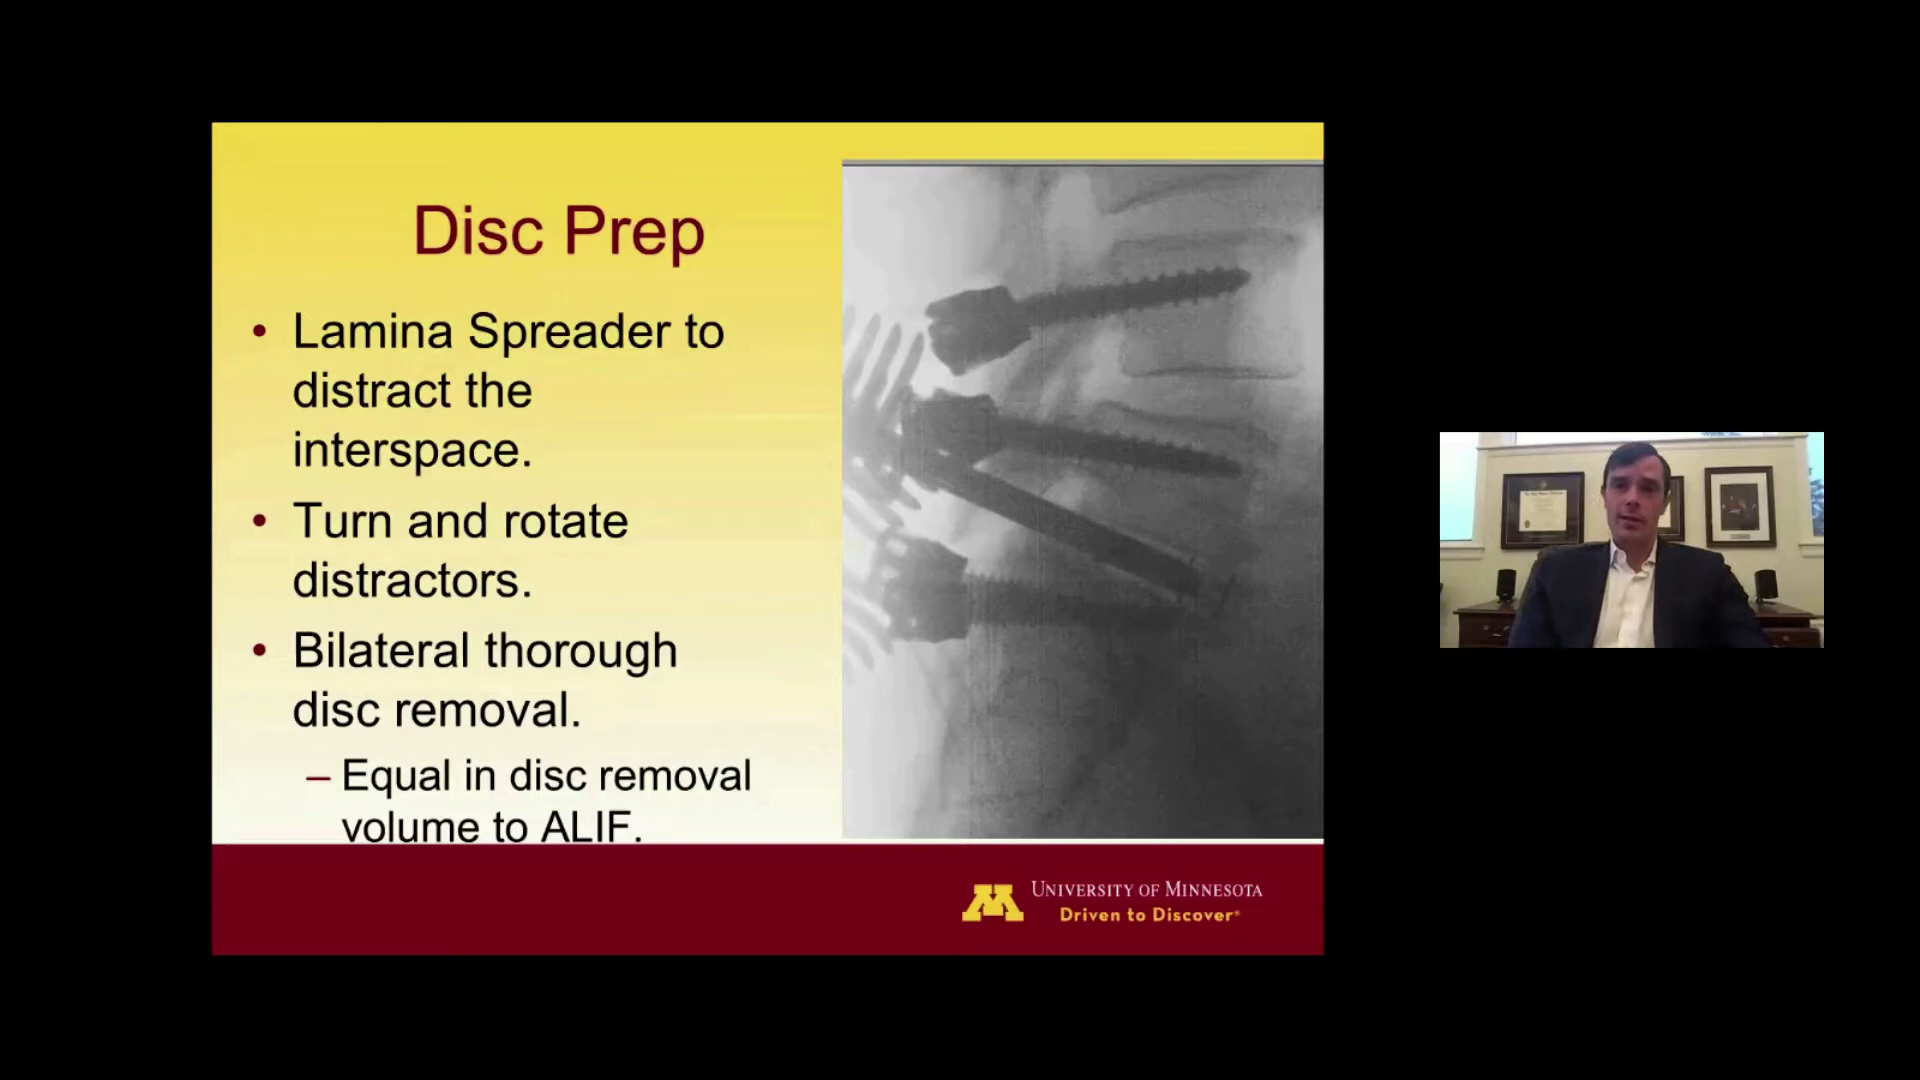 Disc Prep
• Lamina Spreader to
distract the
interspace.
• Turn and rotate
distractors.
• Bilateral thorough
disc removal.
– Equal in disc removal
volume to ALIF.
M
UNIVERSITY OF MINNESOTA
Driven to Discover®